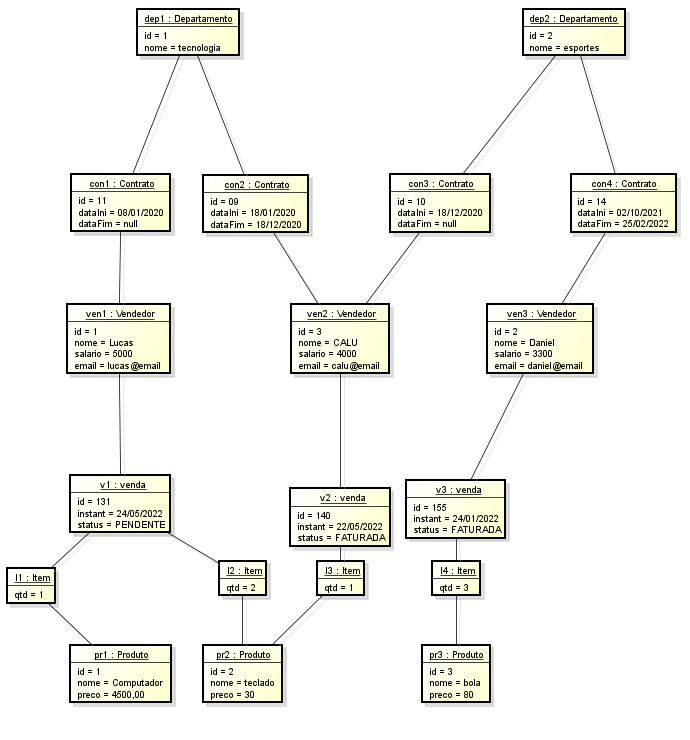 dep1 : Departamento
id = 1
nome = tecnologia
dep2 : Departamento
id = 2
nome = esportes
con1 : Contrato
id = 11
dataIni = 08/01/2020
dataFim = null
con2 : Contrato
id = 09
dataIni = 18/01/2020
dataFim = 18/12/2020
con3 : Contrato
id = 10
dataIni = 18/12/2020
dataFim = null
con4 : Contrato
id = 14
dataIni = 02/10/2021
dataFim = 25/02/2022
ven1 : Vendedor
id = 1
nome = Lucas
salario = 5000
email = lucas@email
ven2 : Vendedor
id = 3
nome = CALU
salario = 4000
email = calu@email
ven3 : Vendedor
id = 2
nome = Daniel
salario = 3300
email = daniel@email
v1 : venda
id = 131
instant = 24/05/2022
status = PENDENTE
v2 : venda
id = 140
instant = 22/05/2022
status = FATURADA
v3 : venda
id = 155
instant = 24/01/2022
status = FATURADA
I1 : Item
qtd = 1
I2 : Item
qtd = 2
I3 : Item
qtd = 1
I4 : Item
qtd = 3
pr1 : Produto
id = 1
nome = Computador
preco = 4500,00
pr2 : Produto
id = 2
nome = teclado
preco = 30
pr3 : Produto
id = 3
nome = bola
preco = 80